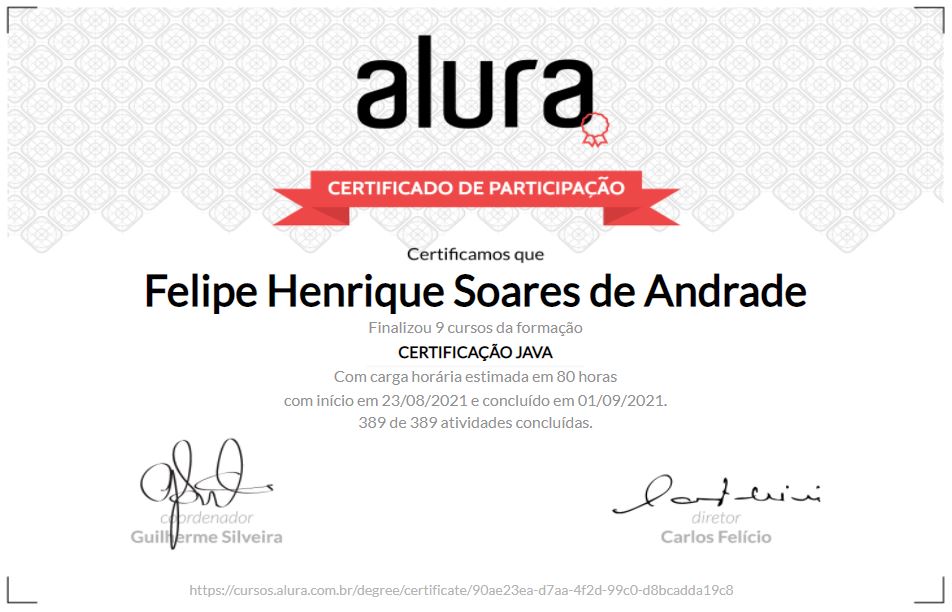 alura
CERTIFICADO DE PARTICIPAÇÃO
Certificamos que
Felipe Henrique Soares de Andrade
Finalizou 9 cursos da formação
CERTIFICAÇÃO JAVA
Com carga horária estimada em 80 horas
com início em 23/08/2021 e concluído em 01/09/2021.
389 de 389 atividades concluídas.
coordenador
Guilherme Silveira
diretor
Carlos Felício
https://cursos.alura.com.br/degree/certificate/90ae23ea-d7aa-4f2d-99c0-d8bcadda19c8